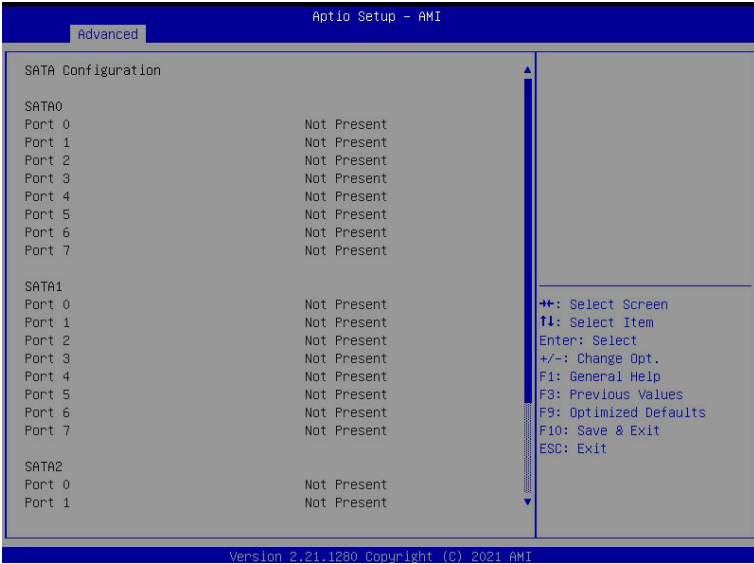 Aptio Setup – AMI
Advanced
SATA Configuration
SATA0
Port 0 Not Present
Port 1 Not Present
Port 2 Not Present
Port 3 Not Present
Port 4 Not Present
Port 5 Not Present
Port 6 Not Present
Port 7 Not Present
SATA1
Port 0 Not Present
Port 1 Not Present
Port 2 Not Present
Port 3 Not Present
Port 4 Not Present
Port 5 Not Present
Port 6 Not Present
Port 7 Not Present
SATA2
Port 0 Not Present
Port 1 Not Present
→←: Select Screen
↑↓: Select Item
Enter: Select
+/-: Change Opt.
F1: General Help
F3: Previous Values
F9: Optimized Defaults
F10: Save & Exit
ESC: Exit
Version 2.21.1280 Copyright (C) 2021 AMI